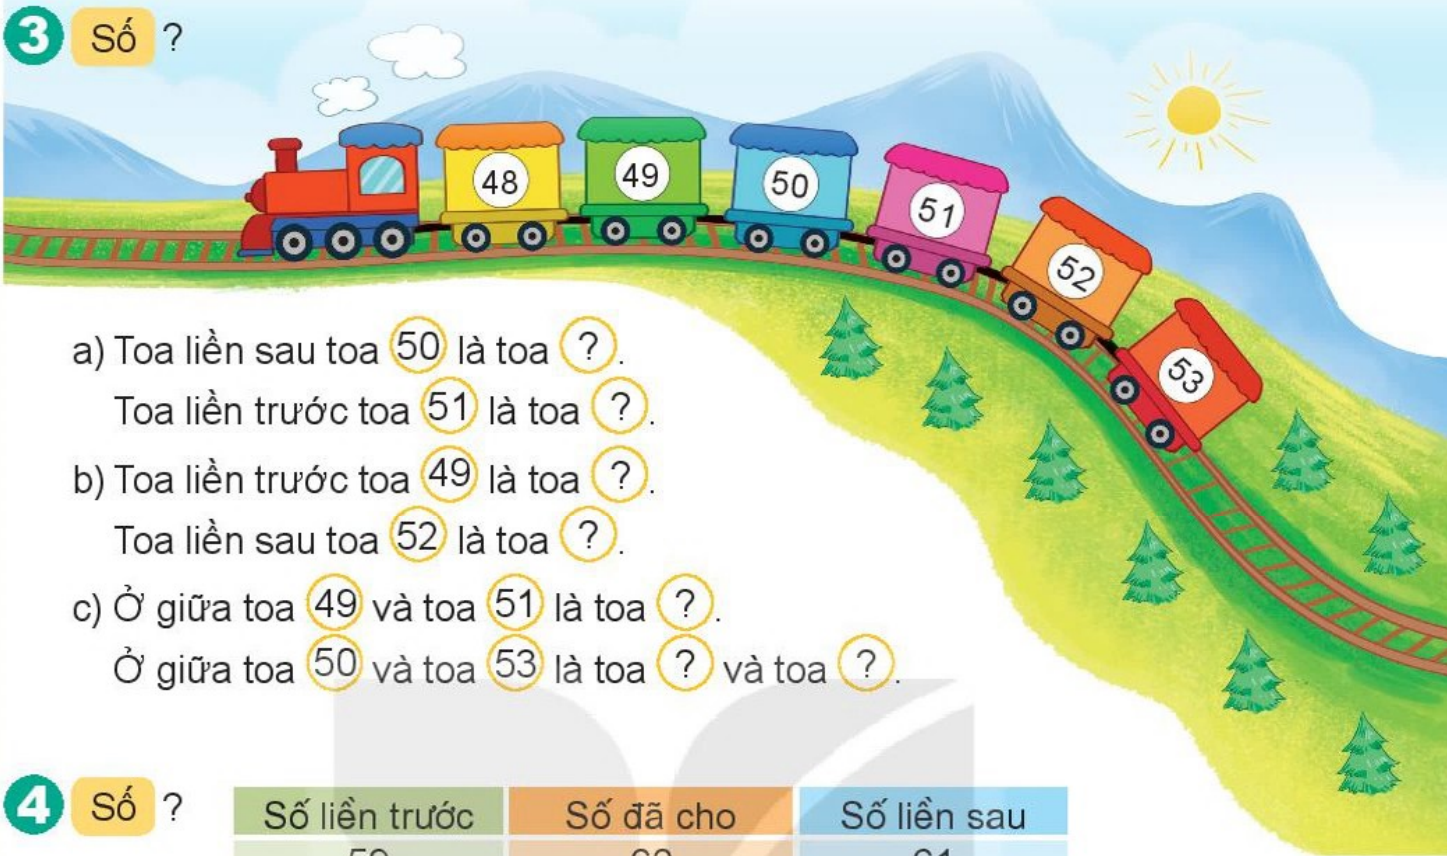 3 Số ?
48 49 50 51 52 53
a) Toa liền sau toa 50 là toa ?.
Toa liền trước toa 51 là toa ?.
b) Toa liền trước toa 49 là toa ?.
Toa liền sau toa 52 là toa ?.
c) Ở giữa toa 49 và toa 51 là toa ?.
Ở giữa toa 50 và toa 53 là toa ? và toa ?.
4 Số ?
Số liền trước Số đã cho Số liền sau